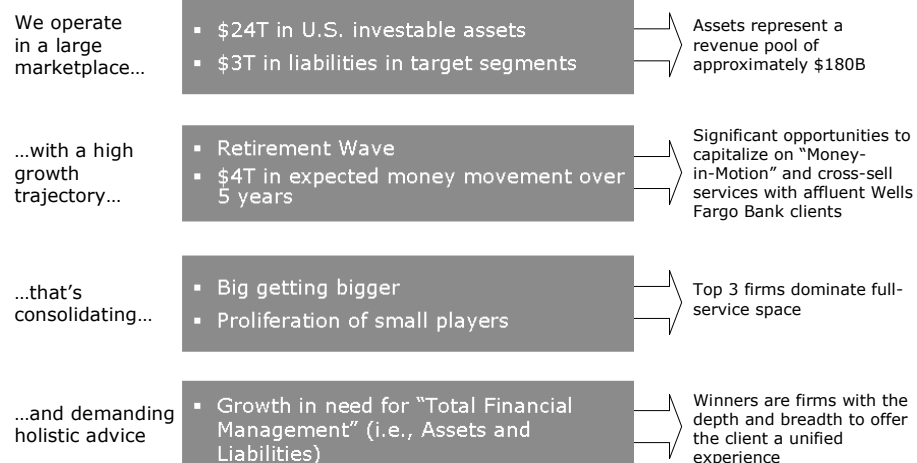 We operate
in a large
marketplace…
▪ $24T in U.S. investable assets
▪ $3T in liabilities in target segments
Assets represent a
revenue pool of
approximately $180B
…with a high
growth
trajectory…
▪ Retirement Wave
▪ $4T in expected money movement over
5 years
Significant opportunities to
capitalize on “Money-
in-Motion” and cross-sell
services with affluent Wells
Fargo Bank clients
…that’s
consolidating…
▪ Big getting bigger
▪ Proliferation of small players
Top 3 firms dominate full-
service space
…and demanding
holistic advice
▪ Growth in need for “Total Financial
Management” (i.e., Assets and
Liabilities)
Winners are firms with the
depth and breadth to offer
the client a unified
experience